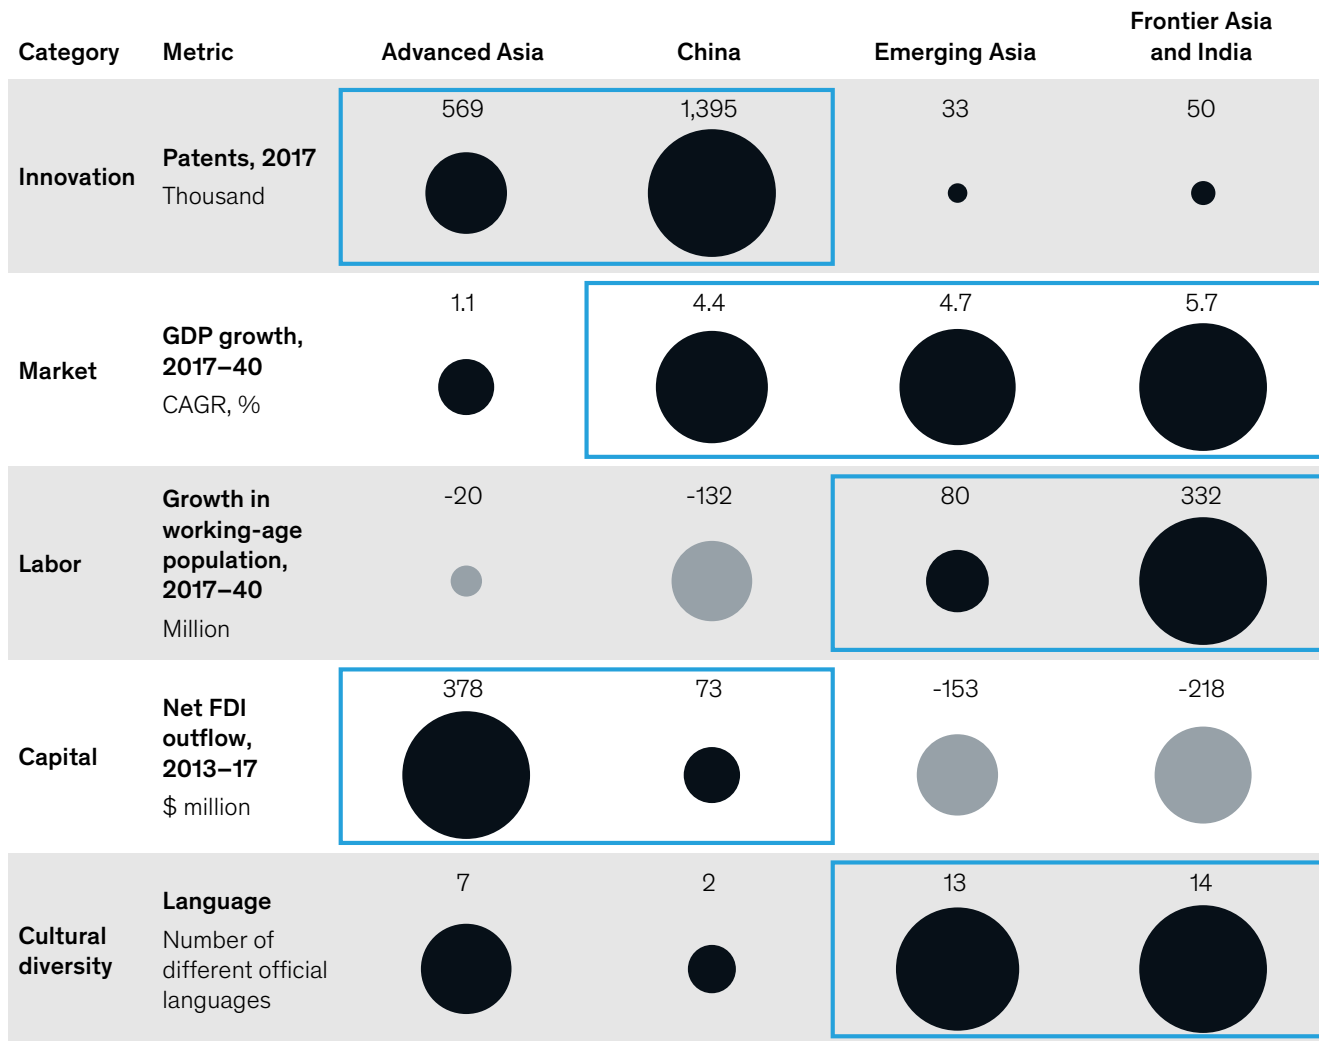 Category Metric Advanced Asia China Emerging Asia Frontier Asia
and India
569 1,395 33 50
Innovation Patents, 2017
Thousand
1.1 4.4 4.7 5.7
Market GDP growth,
2017–40
CAGR, %
-20 -132 80 332
Labor Growth in
working-age
population,
2017–40
Million
378 73 -153 -218
Capital Net FDI
outflow,
2013–17
$ million
7 2 13 14
Cultural
diversity
Language
Number of
different official
languages